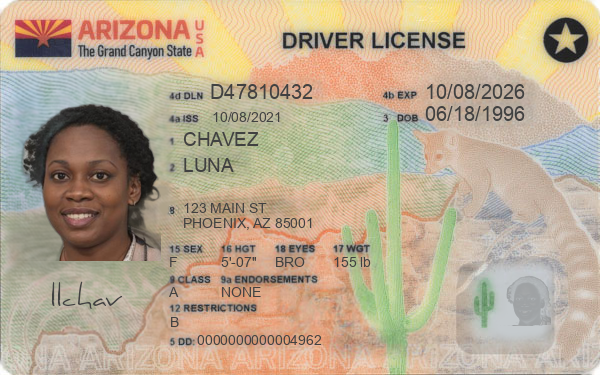 ARIZONA USA
The Grand Canyon State
DRIVER LICENSE
4d DLN D47810432 4b EXP 10/08/2026
4a ISS 10/08/2021 3 DOB 06/18/1996
1 CHAVEZ
2 LUNA
8 123 MAIN ST
PHOENIX, AZ 85001
15 SEX 16 HGT 18 EYES 17 WGT
F 5'-07" BRO 155 lb
9 CLASS 9a ENDORSEMENTS
A NONE
12 RESTRICTIONS
B
5 DD: 0000000000004962
ARIZONA ARIZONA ARIZONA ARIZONA